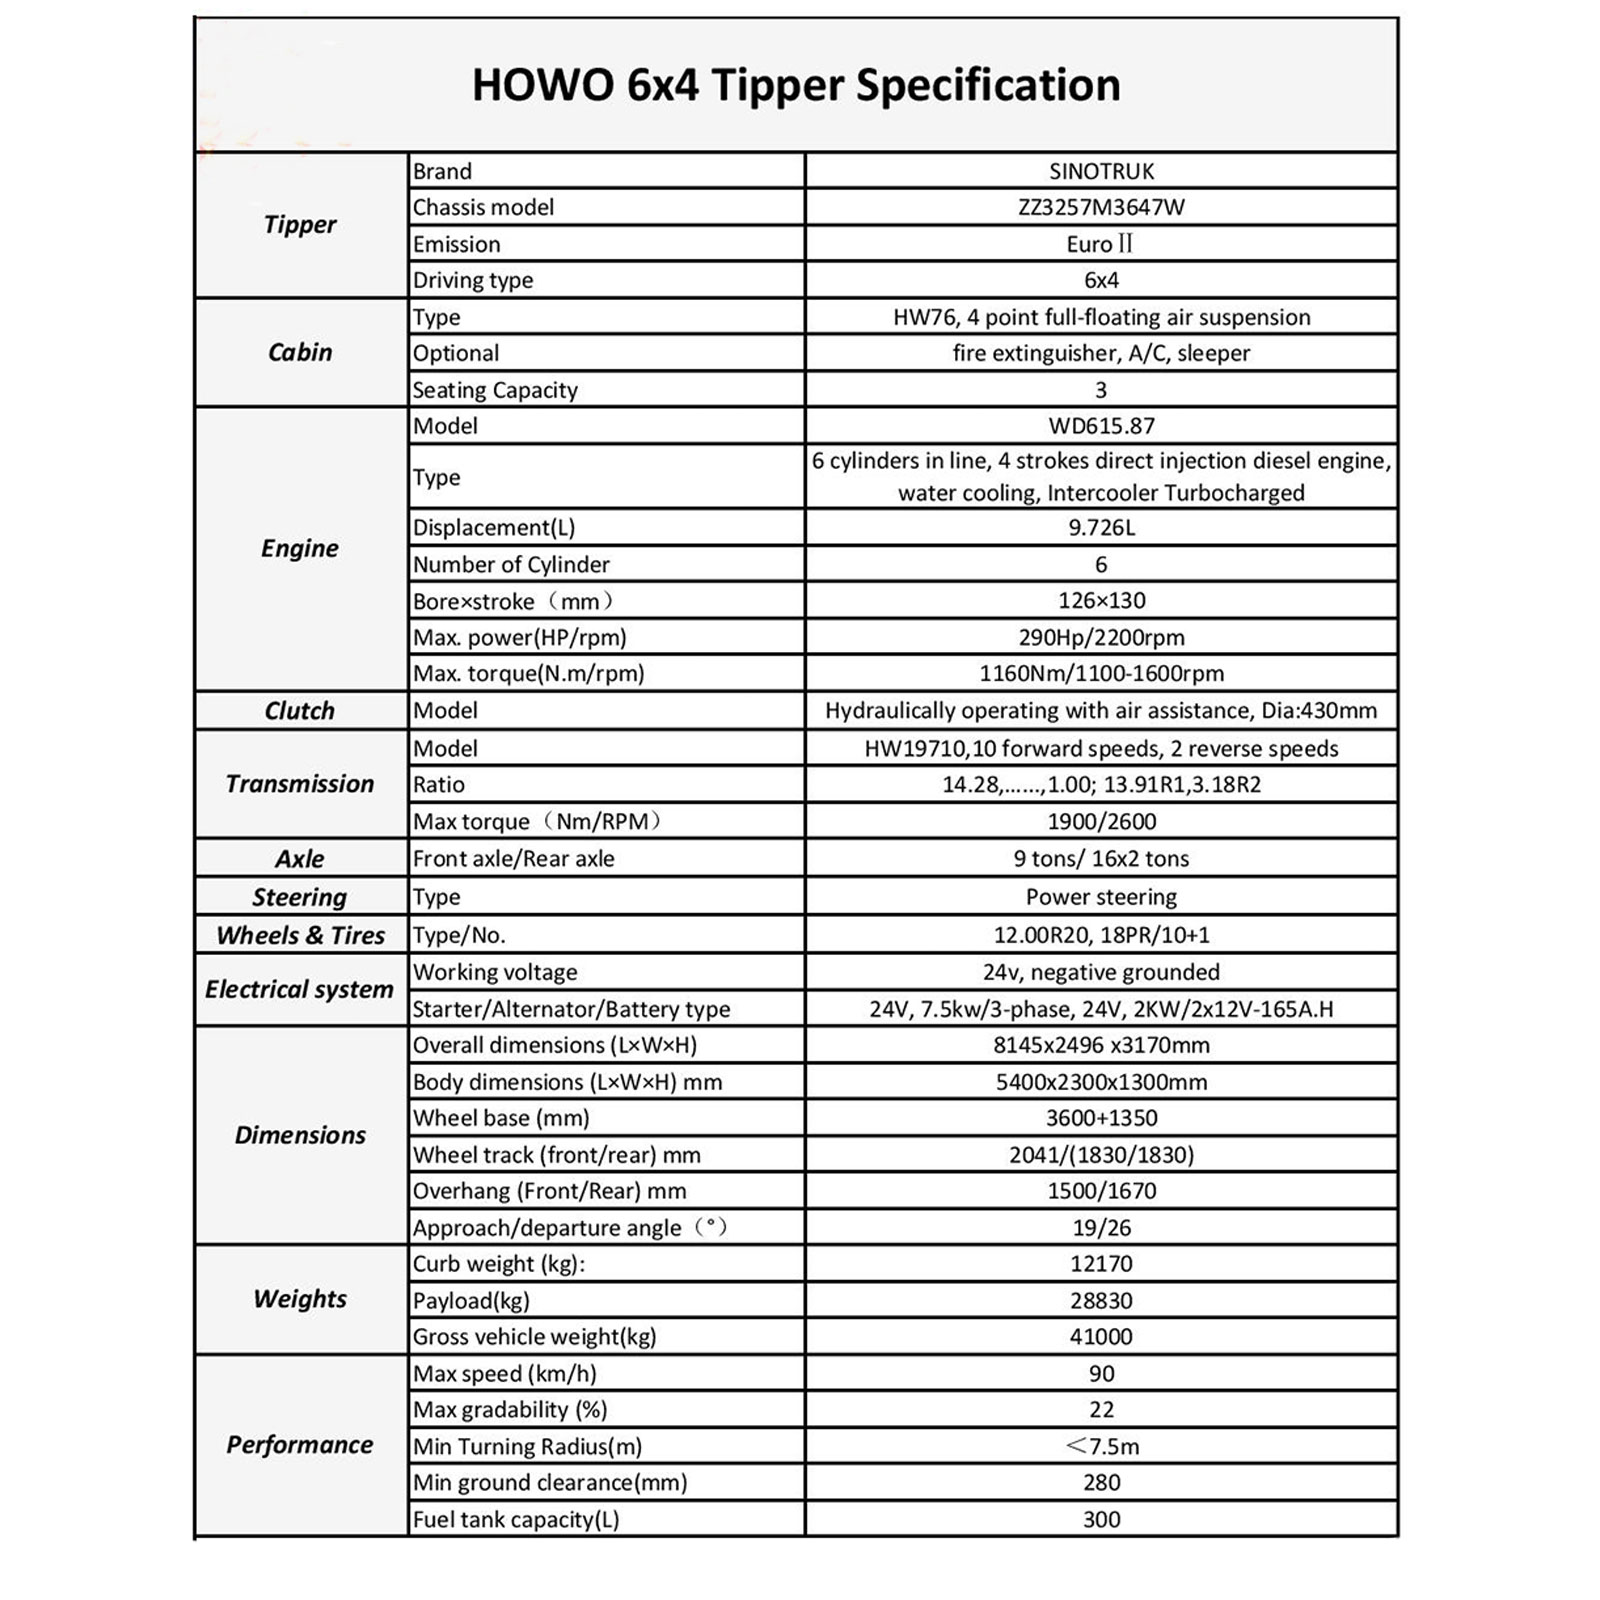 HOWO 6x4 Tipper Specification
Tipper
Brand SINOTRUK
Chassis model ZZ3257M3647W
Emission Euro II
Driving type 6x4
Cabin
Type HW76, 4 point full-floating air suspension
Optional fire extinguisher, A/C, sleeper
Seating Capacity 3
Engine
Model WD615.87
Type 6 cylinders in line, 4 strokes direct injection diesel engine,
water cooling, Intercooler Turbocharged
Displacement(L) 9.726L
Number of Cylinder 6
Bore×stroke（mm） 126×130
Max. power(HP/rpm) 290Hp/2200rpm
Max. torque(N.m/rpm) 1160Nm/1100-1600rpm
Clutch Model Hydraulically operating with air assistance, Dia:430mm
Transmission
Model HW19710,10 forward speeds, 2 reverse speeds
Ratio 14.28,......,1.00; 13.91R1,3.18R2
Max torque（Nm/RPM） 1900/2600
Axle Front axle/Rear axle 9 tons/ 16x2 tons
Steering Type Power steering
Wheels & Tires Type/No. 12.00R20, 18PR/10+1
Electrical system
Working voltage 24v, negative grounded
Starter/Alternator/Battery type 24V, 7.5kw/3-phase, 24V, 2KW/2x12V-165A.H
Dimensions
Overall dimensions (L×W×H) 8145x2496 x3170mm
Body dimensions (L×W×H) mm 5400x2300x1300mm
Wheel base (mm) 3600+1350
Wheel track (front/rear) mm 2041/(1830/1830)
Overhang (Front/Rear) mm 1500/1670
Approach/departure angle（°） 19/26
Weights
Curb weight (kg): 12170
Payload(kg) 28830
Gross vehicle weight(kg) 41000
Performance
Max speed (km/h) 90
Max gradability (%) 22
Min Turning Radius(m) ＜7.5m
Min ground clearance(mm) 280
Fuel tank capacity(L) 300